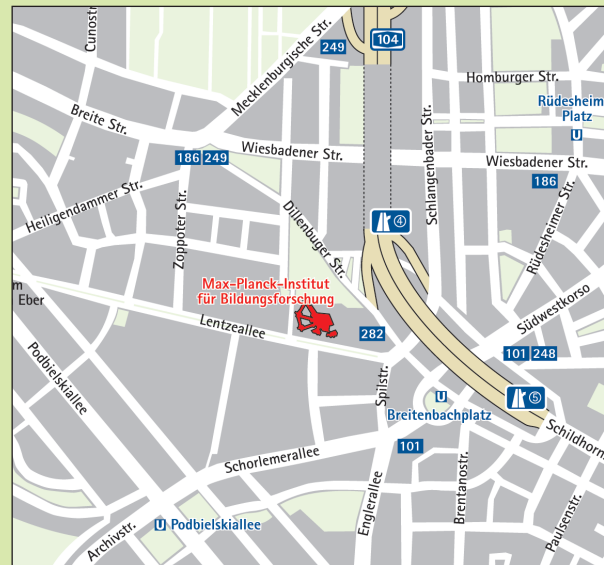 Cunostr.
249
Mecklenburgische Str.
104
Homburger Str.
Rüdesheim
Platz
U
Breite Str.
Wiesbadener Str.
Wiesbadener Str.
186 249
186
Schlangenbader Str.
Heiligendammer Str.
Zoppoter Str.
Dillenbuger Str.
4
Rüdesheimer Str.
m
Eber
Max-Planck-Institut
für Bildungsforschung
Südwestkorso
Lentzeallee
282
101 248
Podbielskiallee
Spilstr.
U
5
Breitenbachplatz
Schildhorn
101
Schorlemerallee
Brentanostr.
Englerallee
Paulsenstr.
U Podbielskiallee
Archivstr.